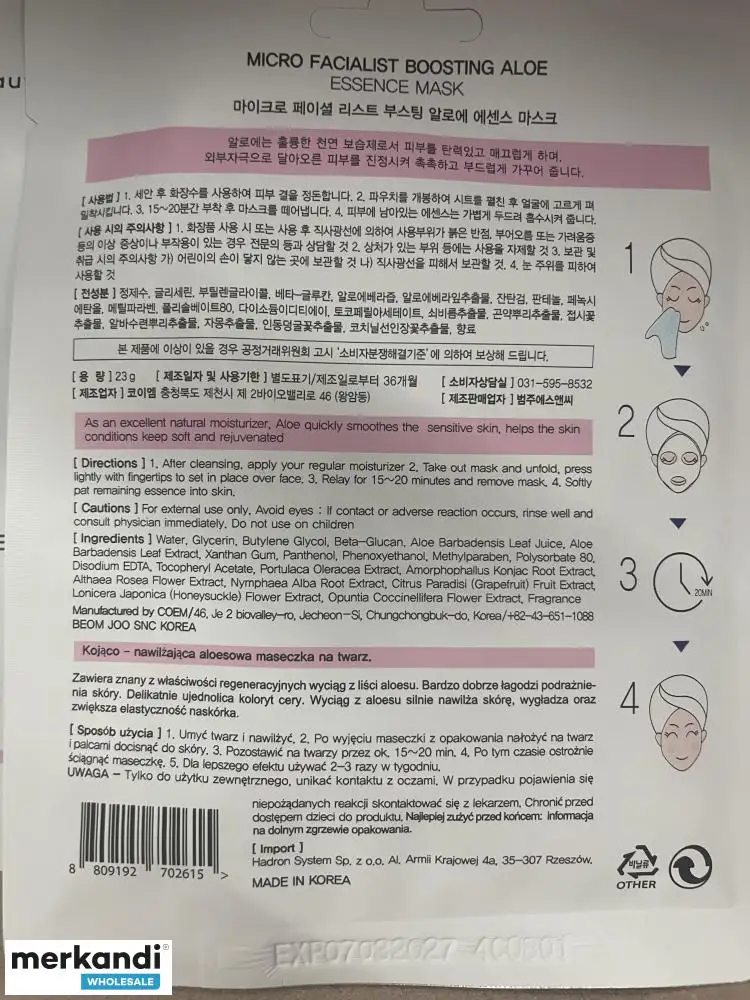 au
MICRO FACIALIST BOOSTING ALOE
ESSENCE MASK
마이크로 페이셜 리스트 부스팅 알로에 에센스 마스크
알로에는 훌륭한 천연 보습제로서 피부를 탄력있고 매끄럽게 하며,
외부자극으로 달아오른 피부를 진정시켜 촉촉하고 부드럽게 가꾸어 줍니다.
[ 사용법 ] 1. 세안 후 화장수를 사용하여 피부 결을 정돈합니다. 2. 파우치를 개봉하여 시트를 펼친 후 얼굴에 고르게 펴
밀착시킵니다. 3. 15~20분간 부착 후 마스크를 떼어냅니다. 4. 피부에 남아있는 에센스는 가볍게 두드려 흡수시켜 줍니다.
[ 사용 시의 주의사항 ] 1. 화장품 사용 시 또는 사용 후 직사광선에 의하여 사용부위가 붉은 반점, 부어오름 또는 가려움증
등의 이상 증상이나 부작용이 있는 경우 전문의 등과 상담할 것 2. 상처가 있는 부위 등에는 사용을 자제할 것 3. 보관 및
취급 시의 주의사항 가) 어린이의 손이 닿지 않는 곳에 보관할 것 나) 직사광선을 피해서 보관할 것. 4. 눈 주위를 피하여
사용할 것
[ 전성분 ] 정제수, 글리세린, 부틸렌글라이콜, 베타-글루칸, 알로에베라즙, 알로에베라잎추출물, 잔탄검, 판테놀, 페녹시
에탄올, 메틸파라벤, 폴리솔베이트80, 다이소듐이디티에이, 토코페릴아세테이트, 쇠비름추출물, 곤약뿌리추출물, 접시꽃
추출물, 알바수련뿌리추출물, 자몽추출물, 인동덩굴꽃추출물, 코치닐선인장꽃추출물, 향료
본 제품에 이상이 있을 경우 공정거래위원회 고시 '소비자분쟁해결기준' 에 의하여 보상해 드립니다.
[ 용 량 ] 23g [ 제조일자 및 사용기한 ] 별도표기/제조일로부터 36개월 [ 소비자상담실 ] 031-595-8532
[ 제조업자 ] 코이엠 충청북도 제천시 제 2바이오밸리로 46 (왕암동) [ 제조판매업자 ] 범주에스앤씨
As an excellent natural moisturizer, Aloe quickly smoothes the sensitive skin, helps the skin
conditions keep soft and rejuvenated
[ Directions ] 1. After cleansing, apply your regular moisturizer 2. Take out mask and unfold, press
lightly with fingertips to set in place over face. 3. Relay for 15~20 minutes and remove mask. 4. Softly
pat remaining essence into skin.
[ Cautions ] For external use only. Avoid eyes : If contact or adverse reaction occurs, rinse well and
consult physician immediately. Do not use on children
[ Ingredients ] Water, Glycerin, Butylene Glycol, Beta-Glucan, Aloe Barbadensis Leaf Juice, Aloe
Barbadensis Leaf Extract, Xanthan Gum, Panthenol, Phenoxyethanol, Methylparaben, Polysorbate 80,
Disodium EDTA, Tocopheryl Acetate, Portulaca Oleracea Extract, Amorphophallus Konjac Root Extract,
Althaea Rosea Flower Extract, Nymphaea Alba Root Extract, Citrus Paradisi (Grapefruit) Fruit Extract,
Lonicera Japonica (Honeysuckle) Flower Extract, Opuntia Coccinellifera Flower Extract, Fragrance
Manufactured by COEM/46, Je 2 biovalley-ro, Jecheon-Si, Chungchongbuk-do, Korea/+82-43-651-1088
BEOM JOO SNC KOREA
Kojąco - nawilżająca aloesowa maseczka na twarz.
Zawiera znany z właściwości regeneracyjnych wyciąg z liści aloesu. Bardzo dobrze łagodzi podrażnie-
nia skóry. Delikatnie ujednolica koloryt cery. Wyciąg z aloesu silnie nawilża skórę, wygładza oraz
zwiększa elastyczność naskórka.
[ Sposób użycia ] 1. Umyć twarz i nawilżyć. 2. Po wyjęciu maseczki z opakowania nałożyć na twarz
i palcami docisnąć do skóry. 3. Pozostawić na twarzy przez ok. 15~20 min. 4. Po tym czasie ostrożnie
ściągnąć maseczkę. 5. Dla lepszego efektu używać 2-3 razy w tygodniu.
UWAGA - Tylko do użytku zewnętrznego, unikać kontaktu z oczami. W przypadku pojawienia się
niepożądanych reakcji skontaktować się z lekarzem. Chronić przed
dostępem dzieci do produktu. Najlepiej zużyć przed końcem: informacja
na dolnym zgrzewie opakowania.
[ Import ]
Hadron System Sp. z o.o. Al. Armii Krajowej 4a, 35-307 Rzeszów.
MADE IN KOREA
8 809192 702615 >
1
2
3
20MIN
4
비닐류
OTHER
EXP07032027 4C0801
merkandi®
WHOLESALE